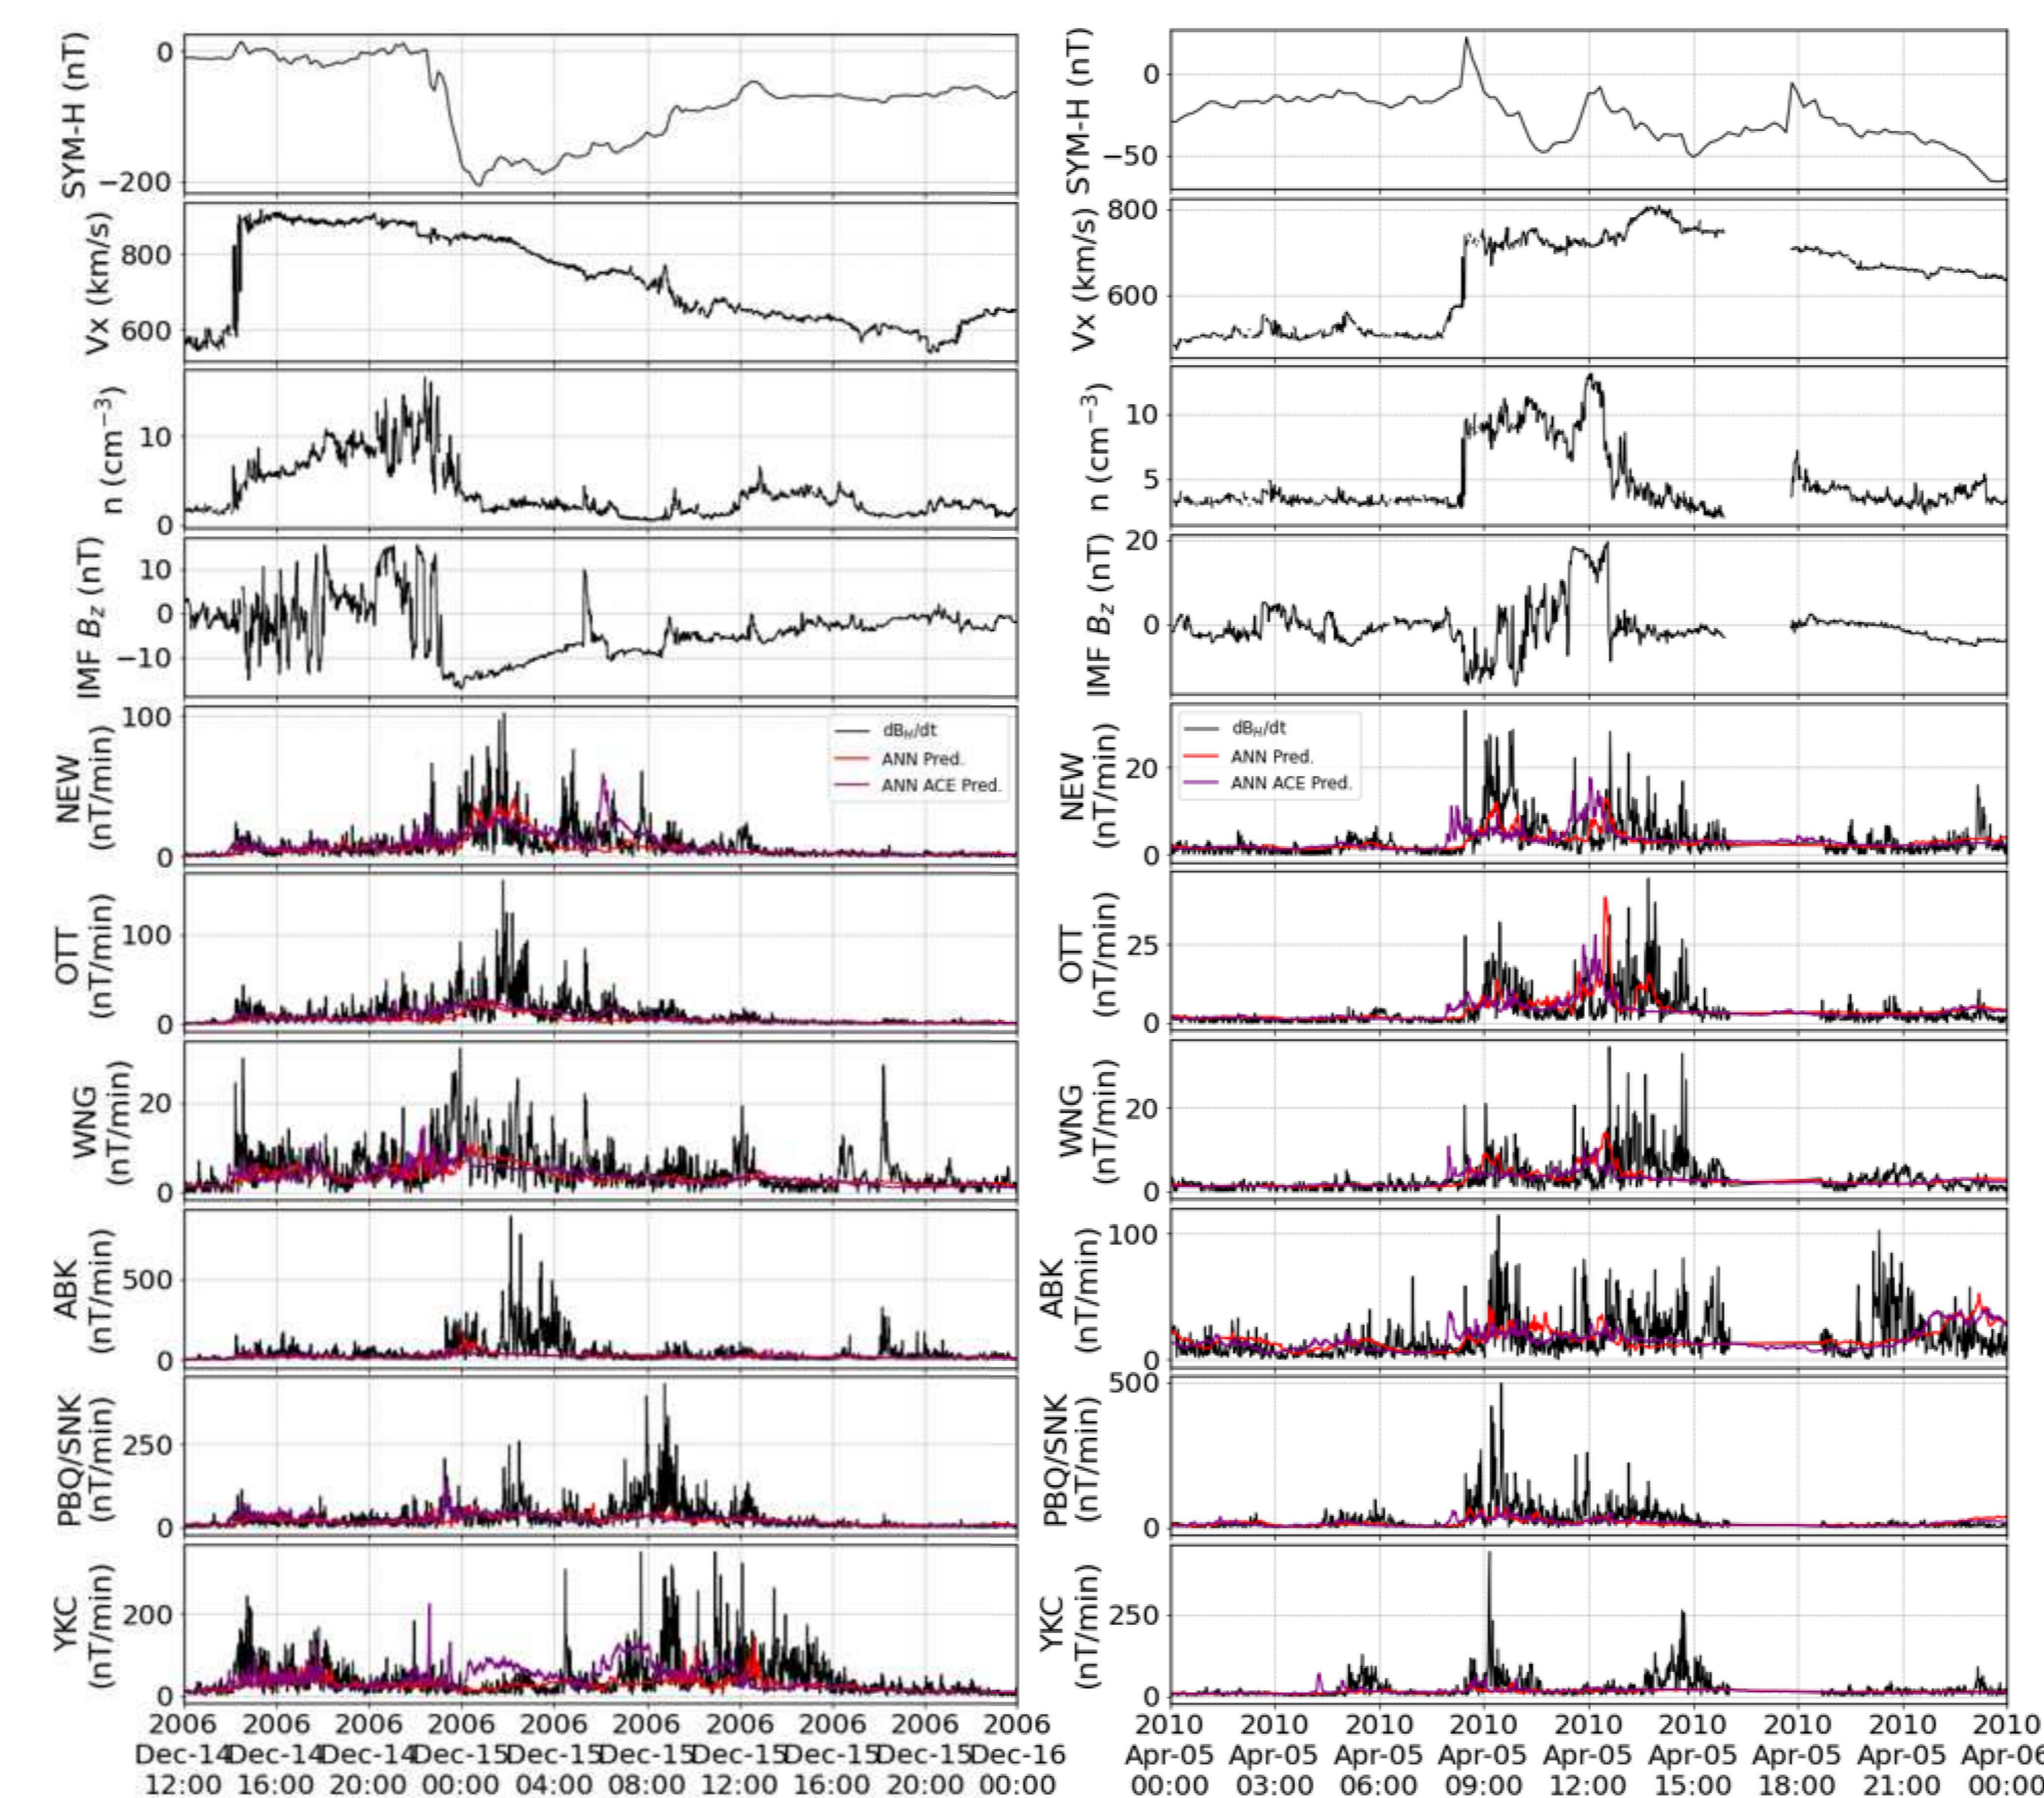 SYM-H (nT)
0
−200
Vx (km/s)
800
600
n (cm⁻³)
10
0
IMF Bz (nT)
10
0
−10
NEW
(nT/min)
100
0
dBH/dt
ANN Pred.
ANN ACE Pred.
OTT
(nT/min)
100
0
WNG
(nT/min)
20
0
ABK
(nT/min)
500
0
PBQ/SNK
(nT/min)
250
0
YKC
(nT/min)
200
0
2006 2006 2006 2006 2006 2006 2006 2006 2006 2006
Dec-14 Dec-14 Dec-14 Dec-15 Dec-15 Dec-15 Dec-15 Dec-15 Dec-15 Dec-16
12:00 16:00 20:00 00:00 04:00 08:00 12:00 16:00 20:00 00:00
SYM-H (nT)
0
−50
Vx (km/s)
800
600
n (cm⁻³)
10
5
IMF Bz (nT)
20
0
NEW
(nT/min)
20
0
dBH/dt
ANN Pred.
ANN ACE Pred.
OTT
(nT/min)
25
0
WNG
(nT/min)
20
0
ABK
(nT/min)
100
0
PBQ/SNK
(nT/min)
500
0
YKC
(nT/min)
250
0
2010 2010 2010 2010 2010 2010 2010 2010 2010
Apr-05 Apr-05 Apr-05 Apr-05 Apr-05 Apr-05 Apr-05 Apr-05 Apr-06
00:00 03:00 06:00 09:00 12:00 15:00 18:00 21:00 00:00